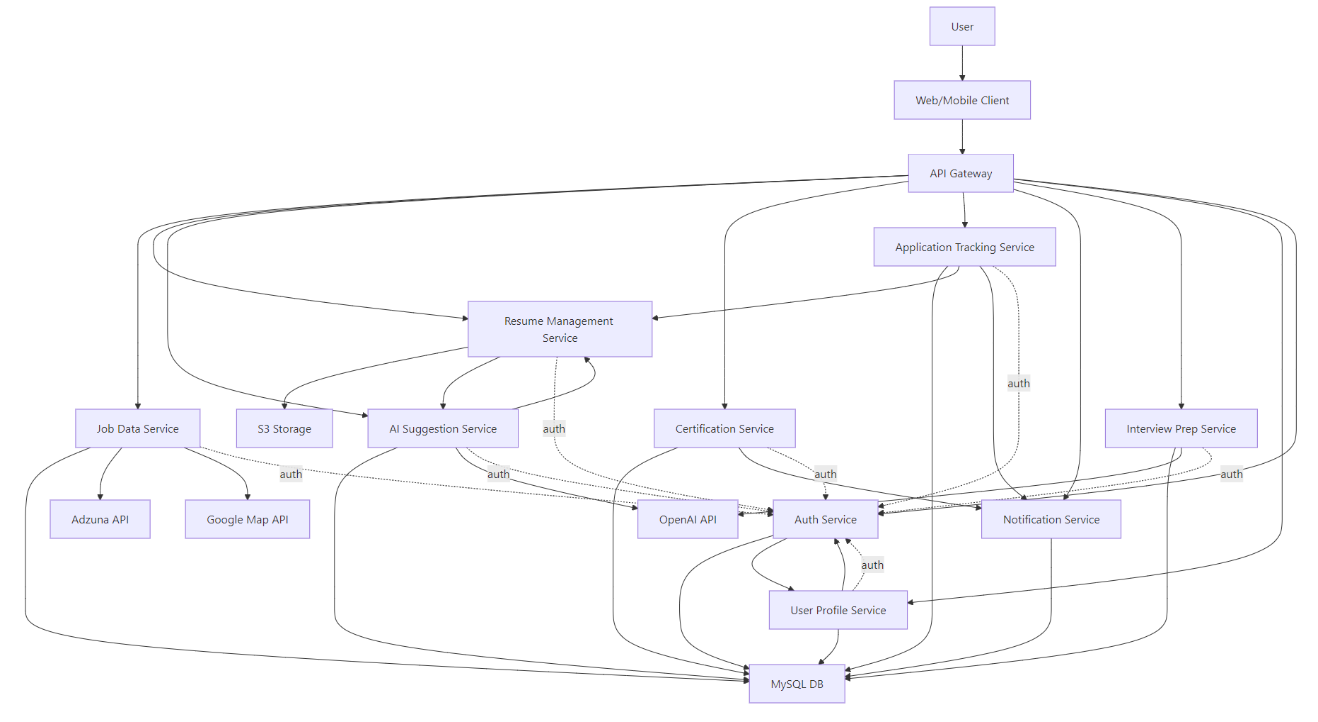 User
Web/Mobile Client
API Gateway
Application Tracking Service
Resume Management
Service
auth
Job Data Service
S3 Storage
AI Suggestion Service
auth
Certification Service
Interview Prep Service
auth
auth
auth
auth
Adzuna API
Google Map API
OpenAI API
Auth Service
Notification Service
auth
User Profile Service
MySQL DB